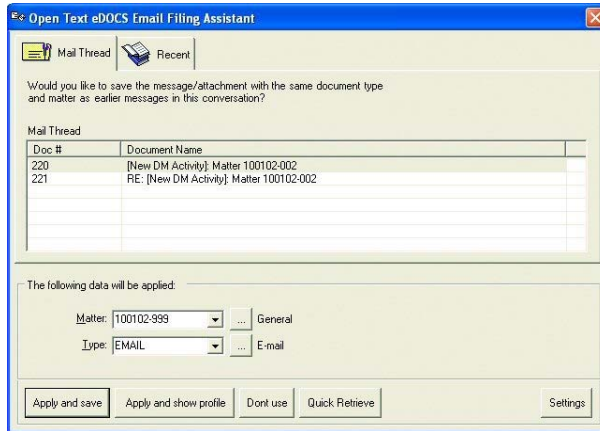 Open Text eDOCS Email Filing Assistant
Mail Thread Recent
Would you like to save the message/attachment with the same document type
and matter as earlier messages in this conversation?
Mail Thread
Doc # Document Name
220 [New DM Activity]: Matter 100102-002
221 RE: [New DM Activity]: Matter 100102-002
The following data will be applied:
Matter: 100102-999 ... General
Type: EMAIL ... E-mail
Apply and save Apply and show profile Dont use Quick Retrieve Settings